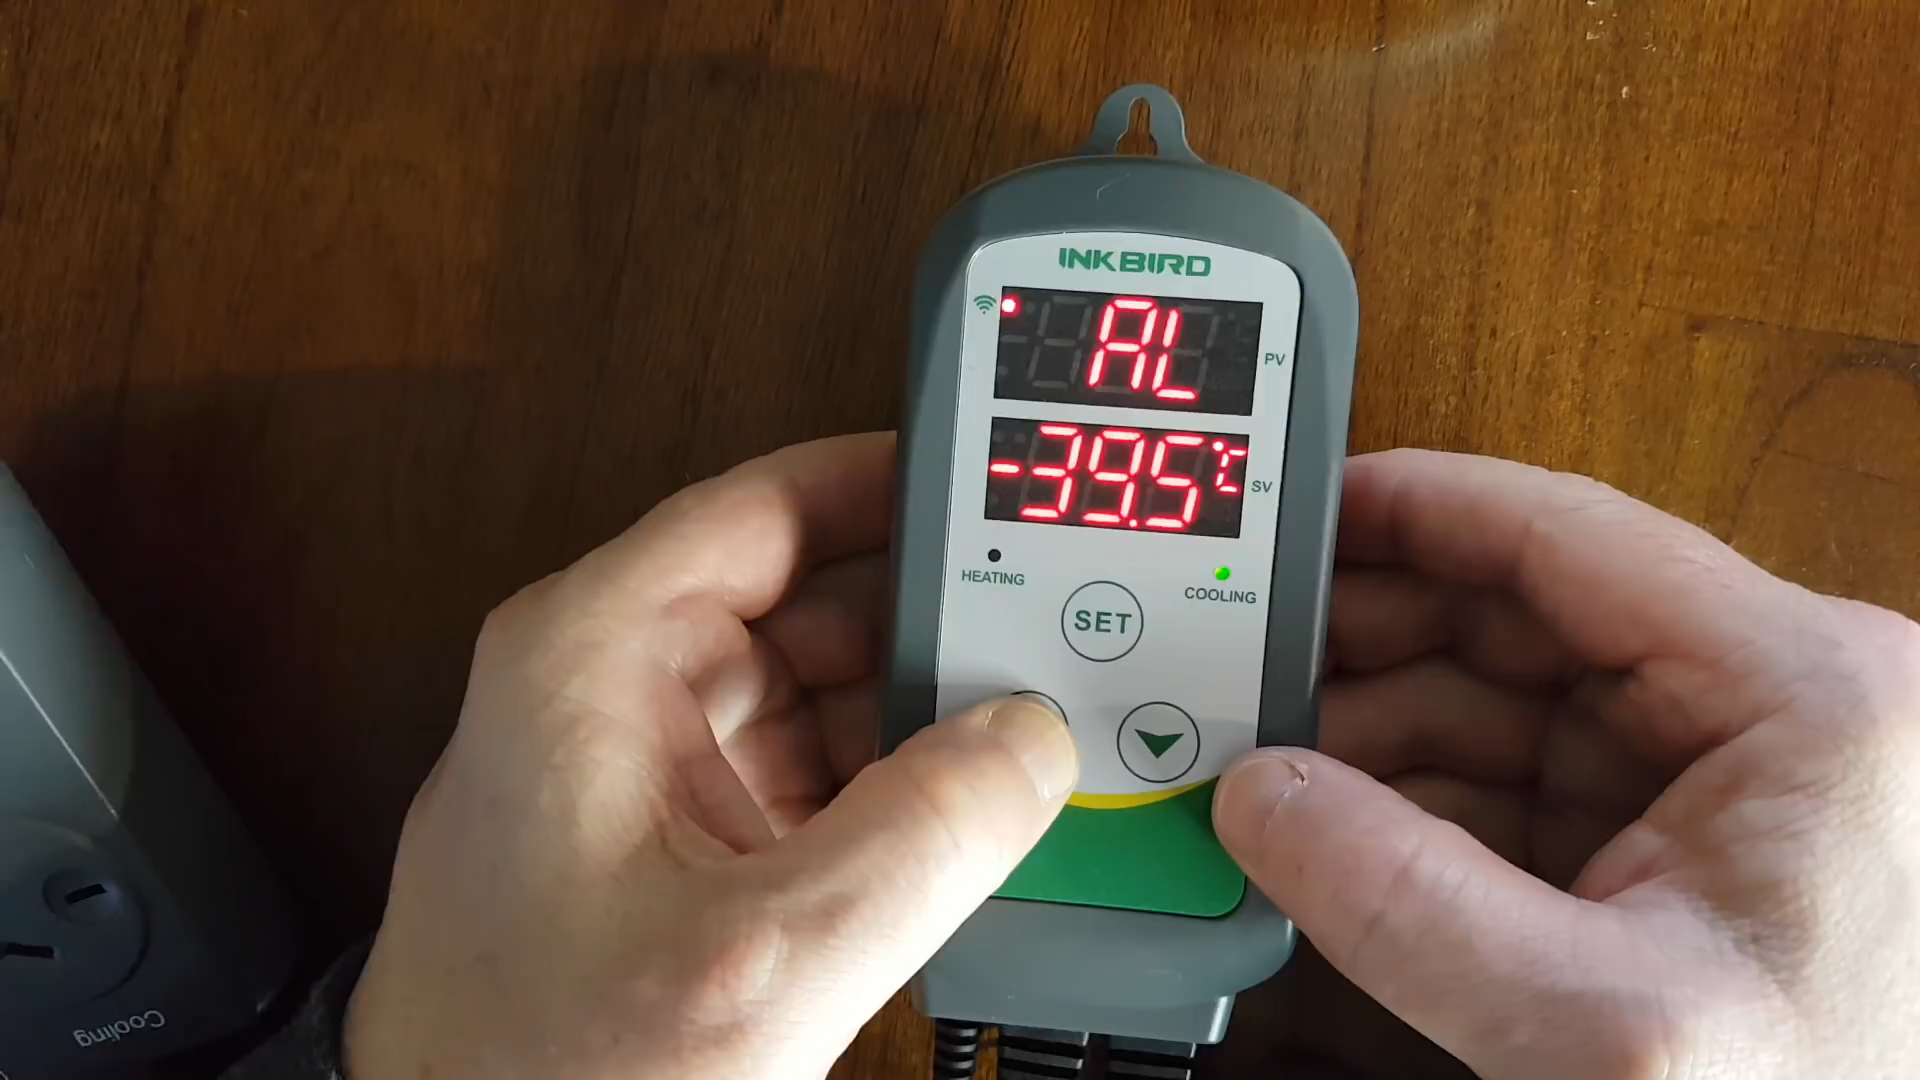 INKBIRD
AL
PV
-39.5℃
SV
HEATING
COOLING
SET
Cooling